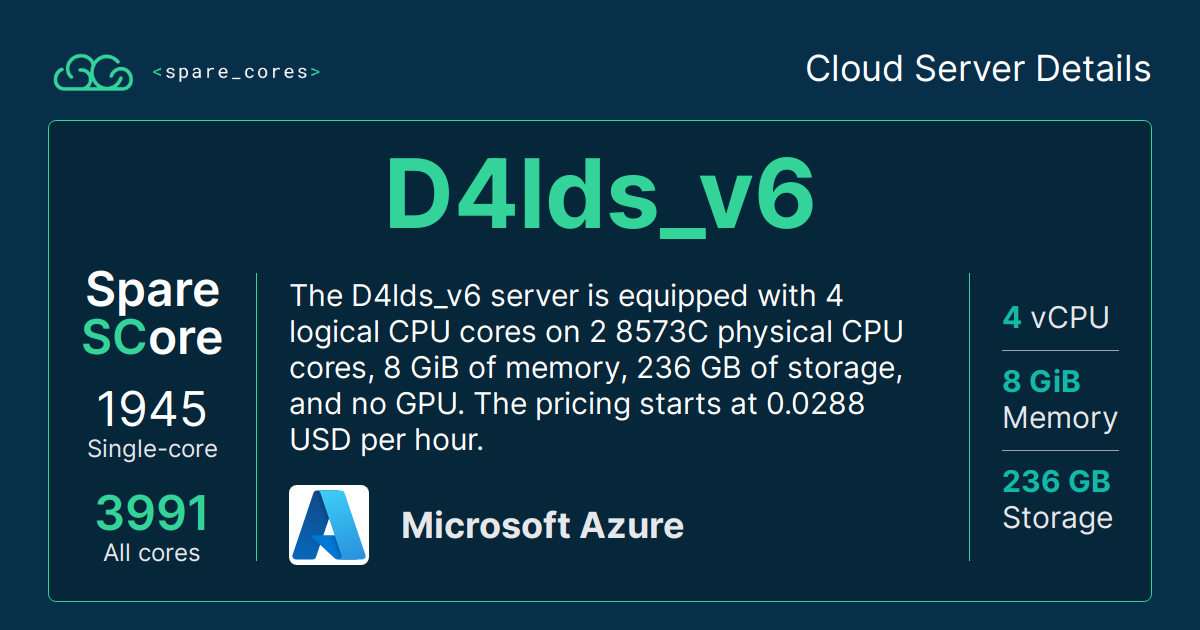 <spare_cores>
Cloud Server Details
D4lds_v6
Spare
SCore
1945
Single-core
3991
All cores
The D4lds_v6 server is equipped with 4
logical CPU cores on 2 8573C physical CPU
cores, 8 GiB of memory, 236 GB of storage,
and no GPU. The pricing starts at 0.0288
USD per hour.
Microsoft Azure
4 vCPU
8 GiB
Memory
236 GB
Storage